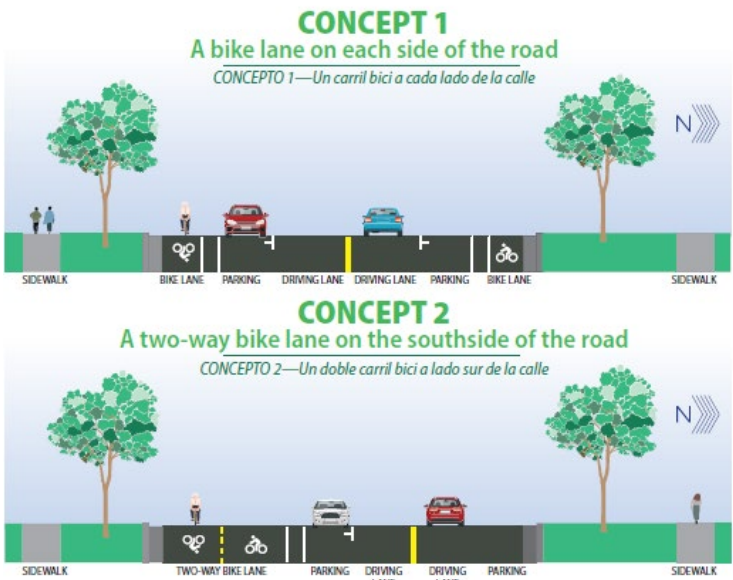 CONCEPT 1
A bike lane on each side of the road
CONCEPTO 1—Un carril bici a cada lado de la calle
N
SIDEWALK BIKE LANE PARKING DRIVING LANE DRIVING LANE PARKING BIKE LANE SIDEWALK
CONCEPT 2
A two-way bike lane on the southside of the road
CONCEPTO 2—Un doble carril bici a lado sur de la calle
N
SIDEWALK TWO-WAY BIKE LANE PARKING DRIVING DRIVING PARKING SIDEWALK
LANE LANE